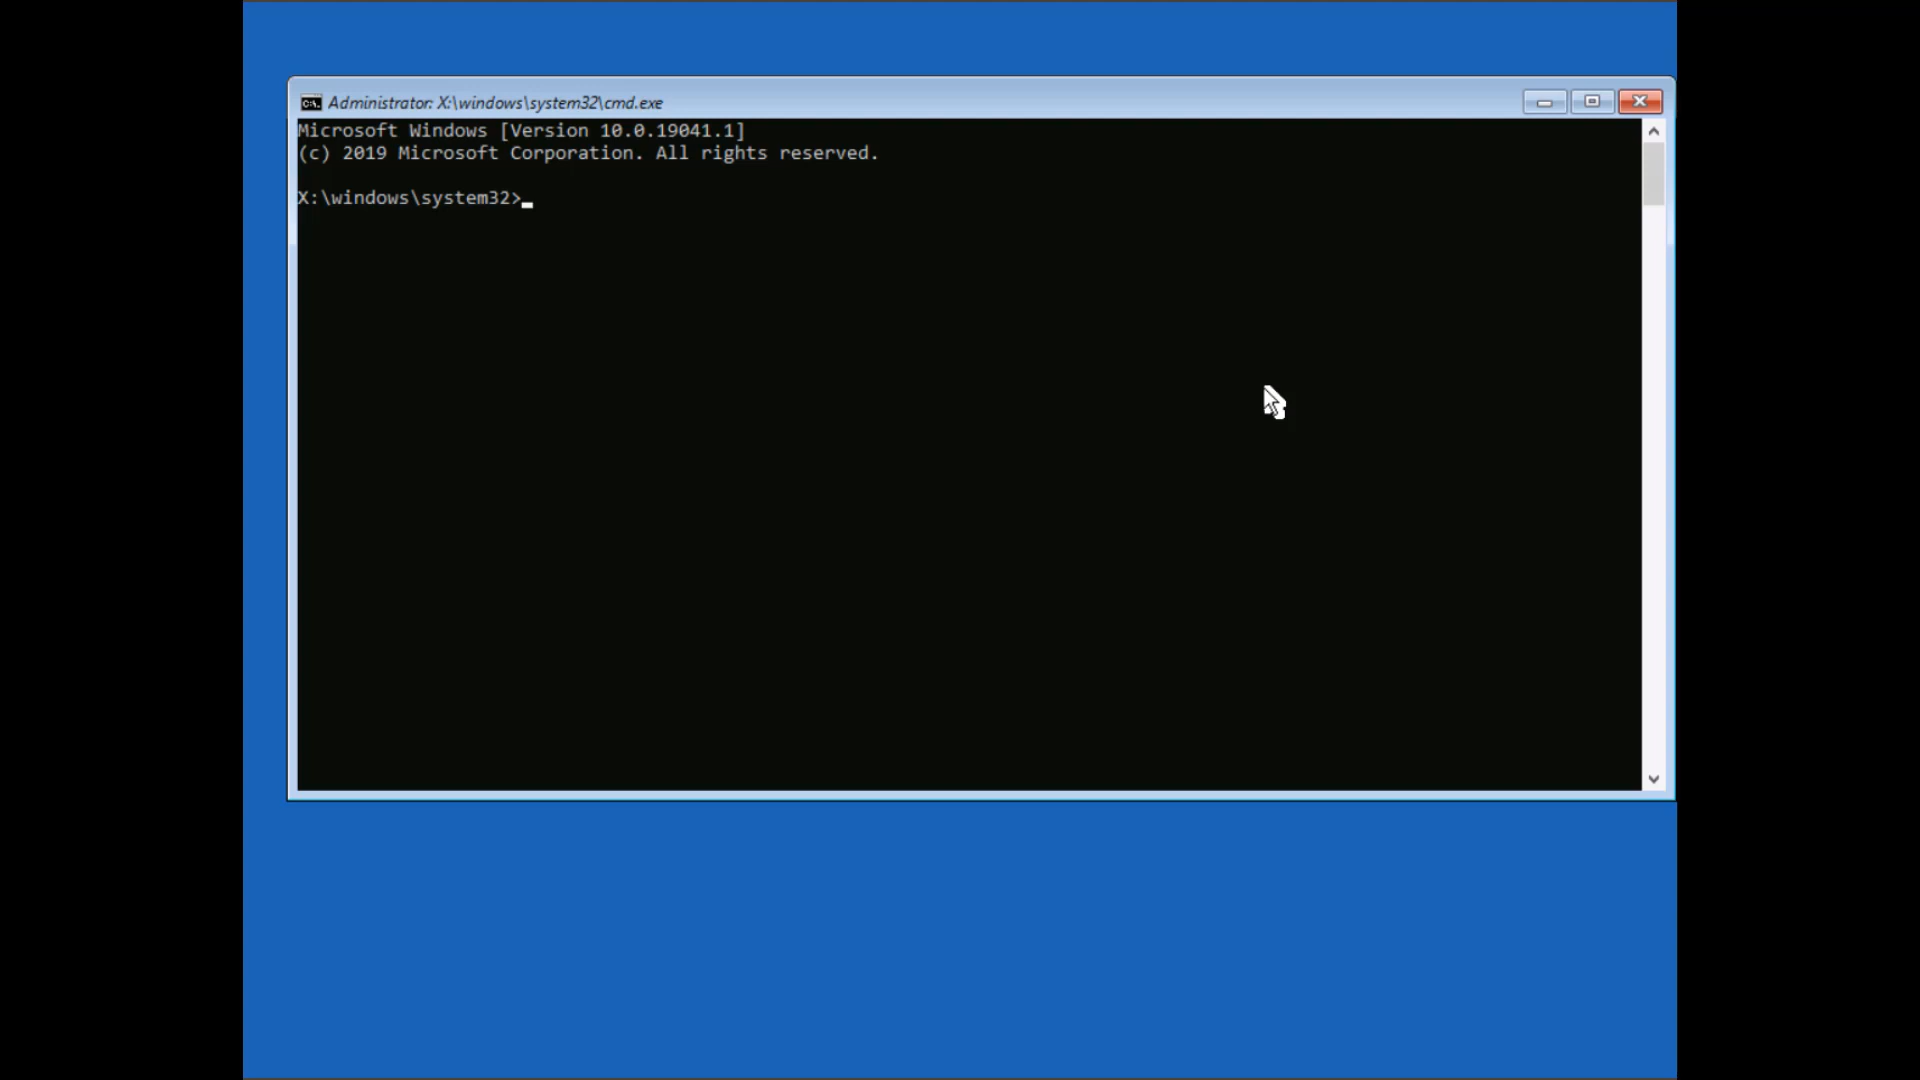 Administrator: X:\windows\system32\cmd.exe
Microsoft Windows [Version 10.0.19041.1]
(c) 2019 Microsoft Corporation. All rights reserved.
X:\windows\system32>